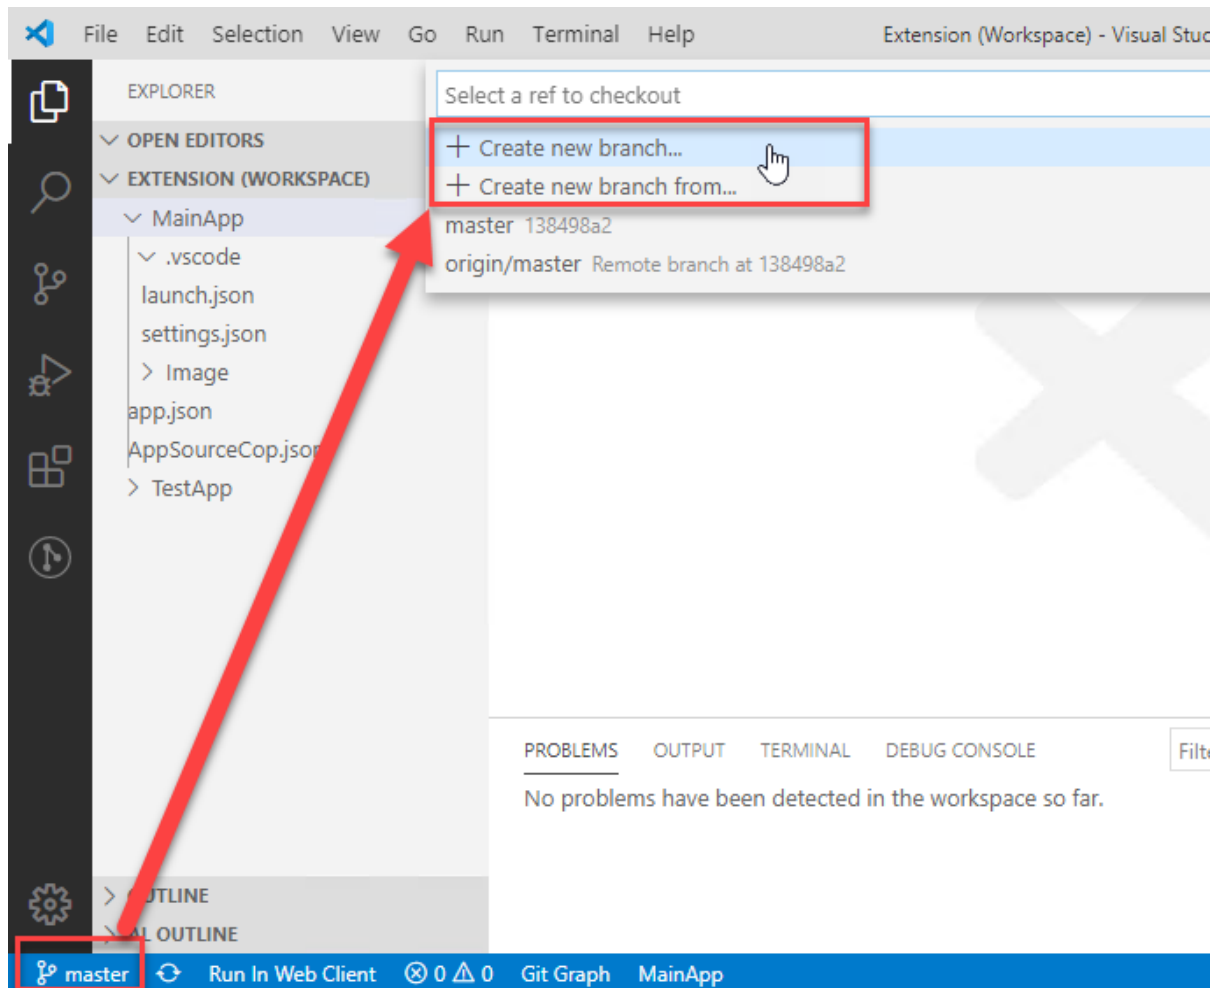 File Edit Selection View Go Run Terminal Help Extension (Workspace) - Visual Stud
EXPLORER
Select a ref to checkout
OPEN EDITORS
Create new branch...
EXTENSION (WORKSPACE)
Create new branch from...
MainApp
master 138498a2
.vscode
origin/master Remote branch at 138498a2
launch.json
settings.json
Image
app.json
AppSourceCop.json
TestApp
PROBLEMS OUTPUT TERMINAL DEBUG CONSOLE Filte
No problems have been detected in the workspace so far.
OUTLINE
AL OUTLINE
master Run In Web Client 0 0 Git Graph MainApp